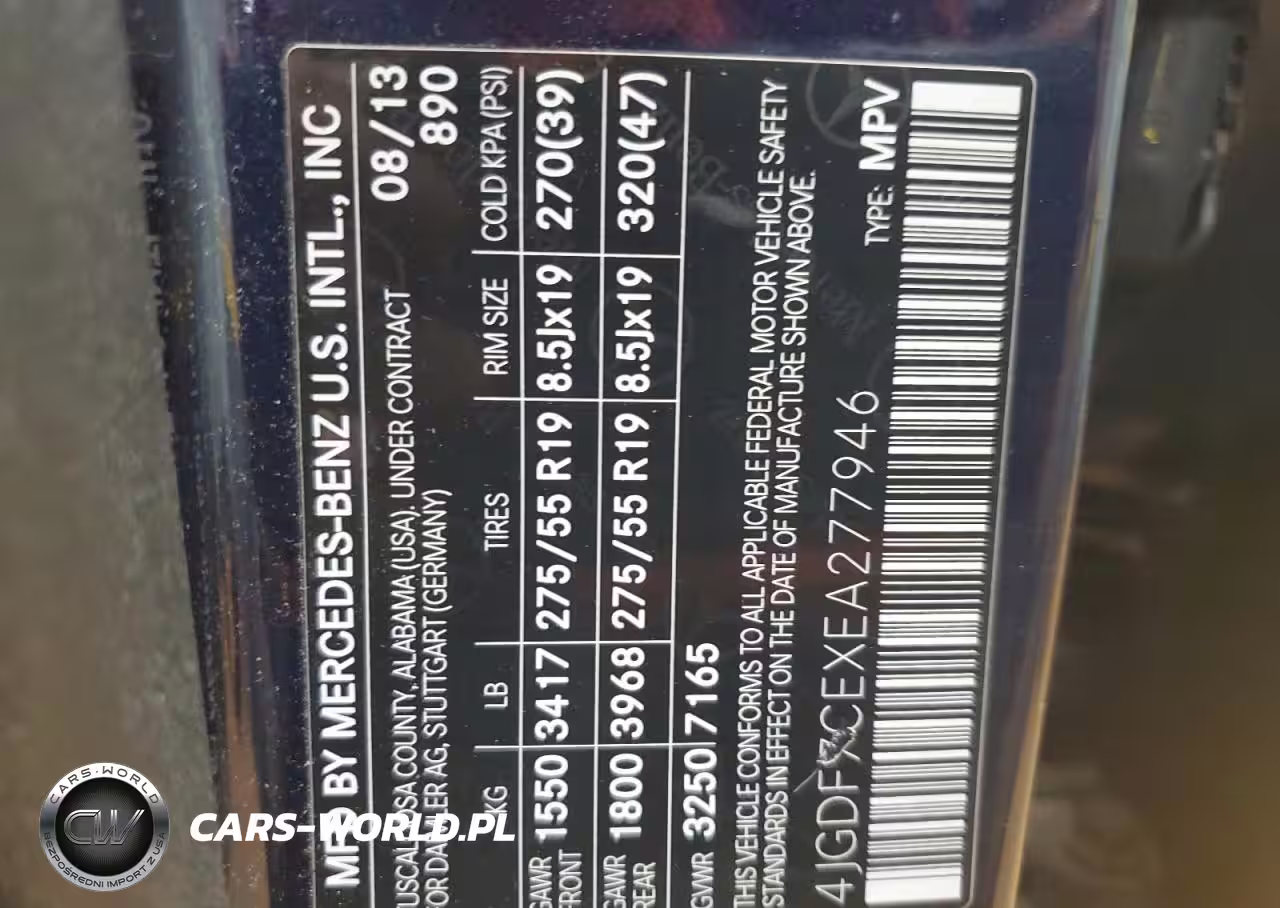 MFD BY MERCEDES-BENZ U.S. INTL., INC
TUSCALOOSA COUNTY, ALABAMA (USA). UNDER CONTRACT 08/13
FOR DAIMLER AG, STUTTGART (GERMANY) 890
KG LB TIRES RIM SIZE COLD KPA (PSI)
GAWR FRONT 1550 3417 275/55 R19 8.5Jx19 270(39)
GAWR REAR 1800 3968 275/55 R19 8.5Jx19 320(47)
GVWR 3250 7165
THIS VEHICLE CONFORMS TO ALL APPLICABLE FEDERAL MOTOR VEHICLE SAFETY
STANDARDS IN EFFECT ON THE DATE OF MANUFACTURE SHOWN ABOVE.
4JGDF7CEXEA277946 TYPE: MPV
CARS-WORLD
CW
BEZPOŚREDNI IMPORT Z USA
CARS-WORLD.PL